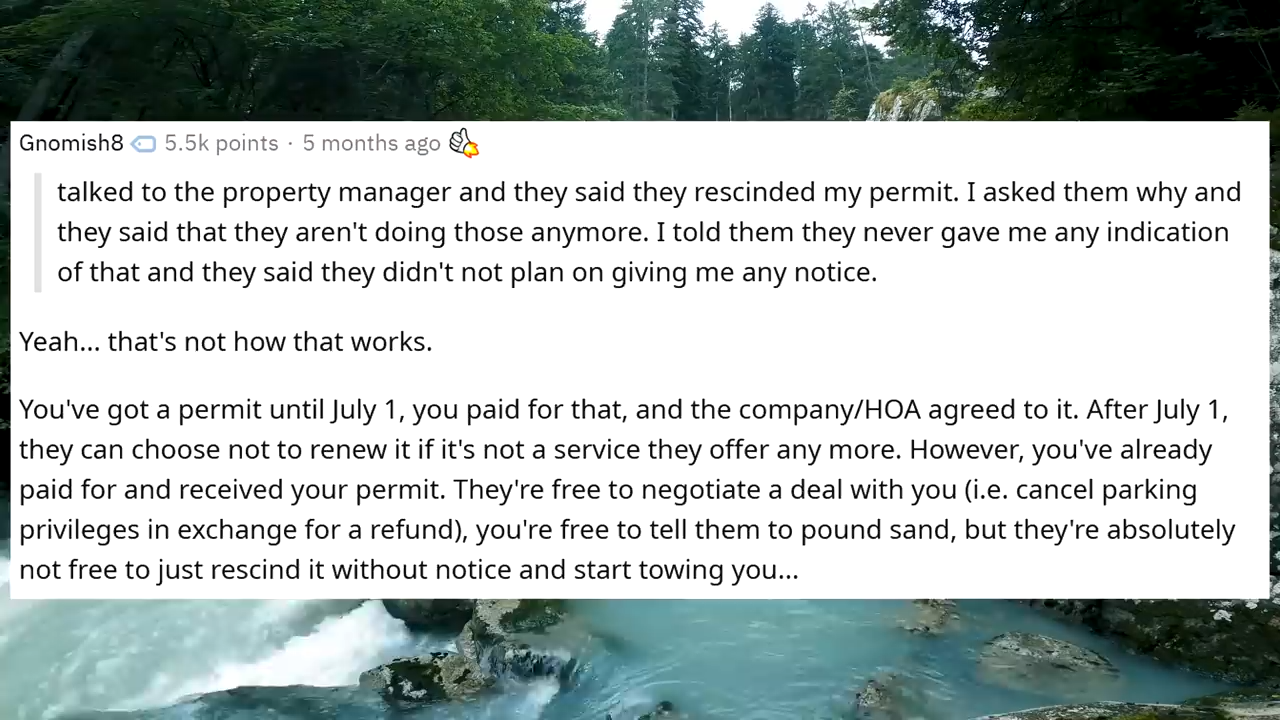 Gnomish8 5.5k points · 5 months ago
talked to the property manager and they said they rescinded my permit. I asked them why and
they said that they aren't doing those anymore. I told them they never gave me any indication
of that and they said they didn't not plan on giving me any notice.
Yeah... that's not how that works.
You've got a permit until July 1, you paid for that, and the company/HOA agreed to it. After July 1,
they can choose not to renew it if it's not a service they offer any more. However, you've already
paid for and received your permit. They're free to negotiate a deal with you (i.e. cancel parking
privileges in exchange for a refund), you're free to tell them to pound sand, but they're absolutely
not free to just rescind it without notice and start towing you...